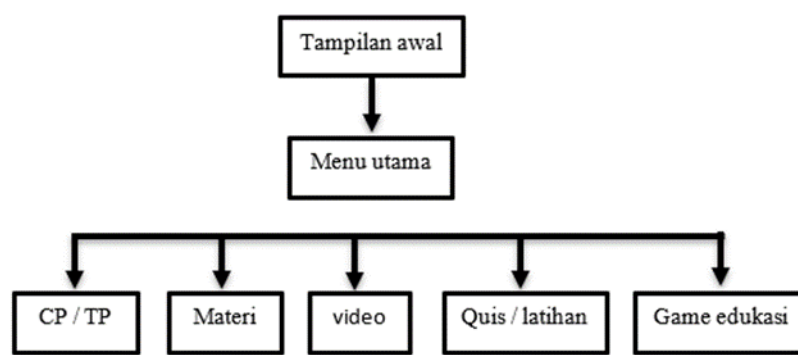 Tampilan awal
Menu utama
CP / TP
Materi
video
Quis / latihan
Game edukasi